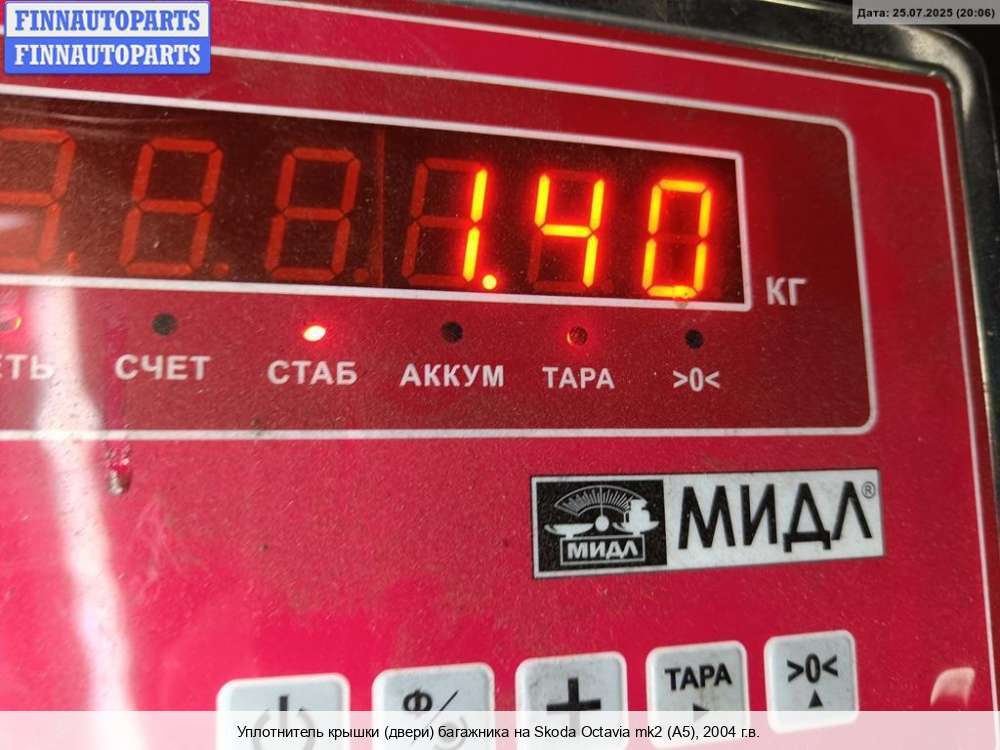 FINNAUTOPARTS
FINNAUTOPARTS
Дата: 25.07.2025 (20:06)
1.40
КГ
ЕТЬ СЧЕТ СТАБ АККУМ ТАРА >0<
МИДЛ МИДЛ®
Ф/
+ ТАРА >0<
Уплотнитель крышки (двери) багажника на Skoda Octavia mk2 (A5), 2004 г.в.